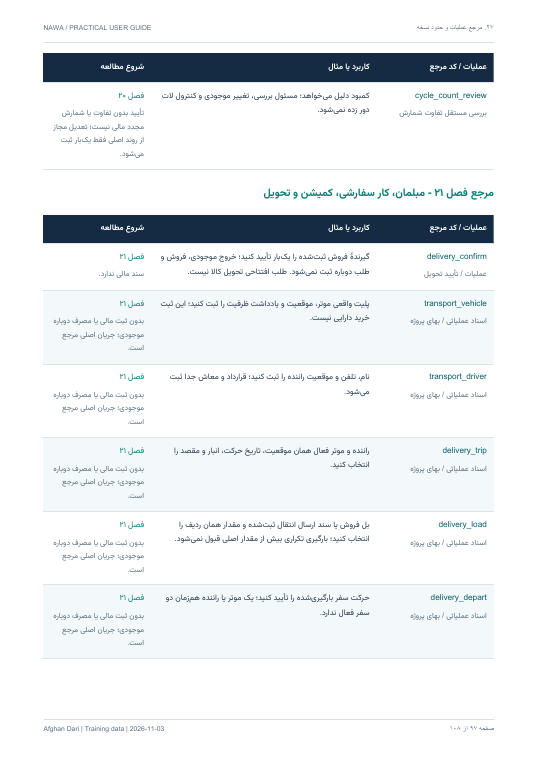 ۲۷. مرجع عملیات و حدود نسخه
NAWA / PRACTICAL USER GUIDE
عملیات / کد مرجع
کاربرد یا مثال
شروع مطالعه
cycle_count_review
بررسی مستقل تفاوت شمارش
کمبود دلیل می‌خواهد؛ مسئول بررسی، تغییر موجودی و کنترول لات
دور زده نمی‌شود.
فصل ۲۰
تأیید بدون تفاوت یا شمارش
مجدد مالی نیست؛ تعدیل مجاز
از روند اصلی فقط یک‌بار ثبت
می‌شود.
مرجع فصل ۲۱ - مبلمان، کار سفارشی، کمیشن و تحویل
عملیات / کد مرجع
کاربرد یا مثال
شروع مطالعه
delivery_confirm
عملیات / تأیید تحویل
گیرندهٔ فروش ثبت‌شده را یک‌بار تأیید کنید؛ خروج موجودی، فروش و
طلب دوباره ثبت نمی‌شود. طلب افتتاحی تحویل کالا نیست.
فصل ۲۱
سند مالی ندارد.
transport_vehicle
اسناد عملیاتی / بهای پروژه
پلیت واقعی موتر، موقعیت و یادداشت ظرفیت را ثبت کنید؛ این ثبت
خرید دارایی نیست.
فصل ۲۱
بدون ثبت مالی یا مصرف دوباره
موجودی؛ جریان اصلی مرجع
است.
transport_driver
اسناد عملیاتی / بهای پروژه
نام، تلفن و موقعیت راننده را ثبت کنید؛ قرارداد و معاش جدا ثبت
می‌شود.
فصل ۲۱
بدون ثبت مالی یا مصرف دوباره
موجودی؛ جریان اصلی مرجع
است.
delivery_trip
اسناد عملیاتی / بهای پروژه
راننده و موتر فعال همان موقعیت، تاریخ حرکت، انبار و مقصد را
انتخاب کنید.
فصل ۲۱
بدون ثبت مالی یا مصرف دوباره
موجودی؛ جریان اصلی مرجع
است.
delivery_load
اسناد عملیاتی / بهای پروژه
بل فروش یا سند ارسال انتقال ثبت‌شده و مقدار همان ردیف را
انتخاب کنید؛ بارگیری تکراری بیش از مقدار اصلی قبول نمی‌شود.
فصل ۲۱
بدون ثبت مالی یا مصرف دوباره
موجودی؛ جریان اصلی مرجع
است.
delivery_depart
اسناد عملیاتی / بهای پروژه
حرکت سفر بارگیری‌شده را تأیید کنید؛ یک موتر یا راننده هم‌زمان دو
سفر فعال ندارد.
فصل ۲۱
بدون ثبت مالی یا مصرف دوباره
موجودی؛ جریان اصلی مرجع
است.
صفحه ۹۷ از ۱۰۸
Afghan Dari | Training data | 2026-11-03